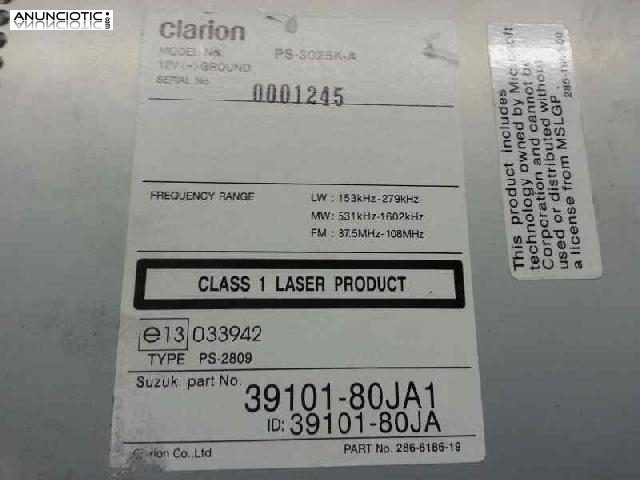 ANUNCIOTIC
clarion
MODEL No. PS-3025K-A
12V (−) GROUND
SERIAL No.
0001245
FREQUENCY RANGE LW : 153kHz-279kHz
MW: 531kHz-1602kHz
FM : 87.5MHz-108MHz
CLASS 1 LASER PRODUCT
e13 033942
TYPE PS-2809
Suzuki part No. 39101-80JA1
ID: 39101-80JA
Clarion Co., Ltd PART No. 286-6186-19
This product includes
technology owned by Microsoft
Corporation and cannot be
used or distributed without
a license from MSLGP.